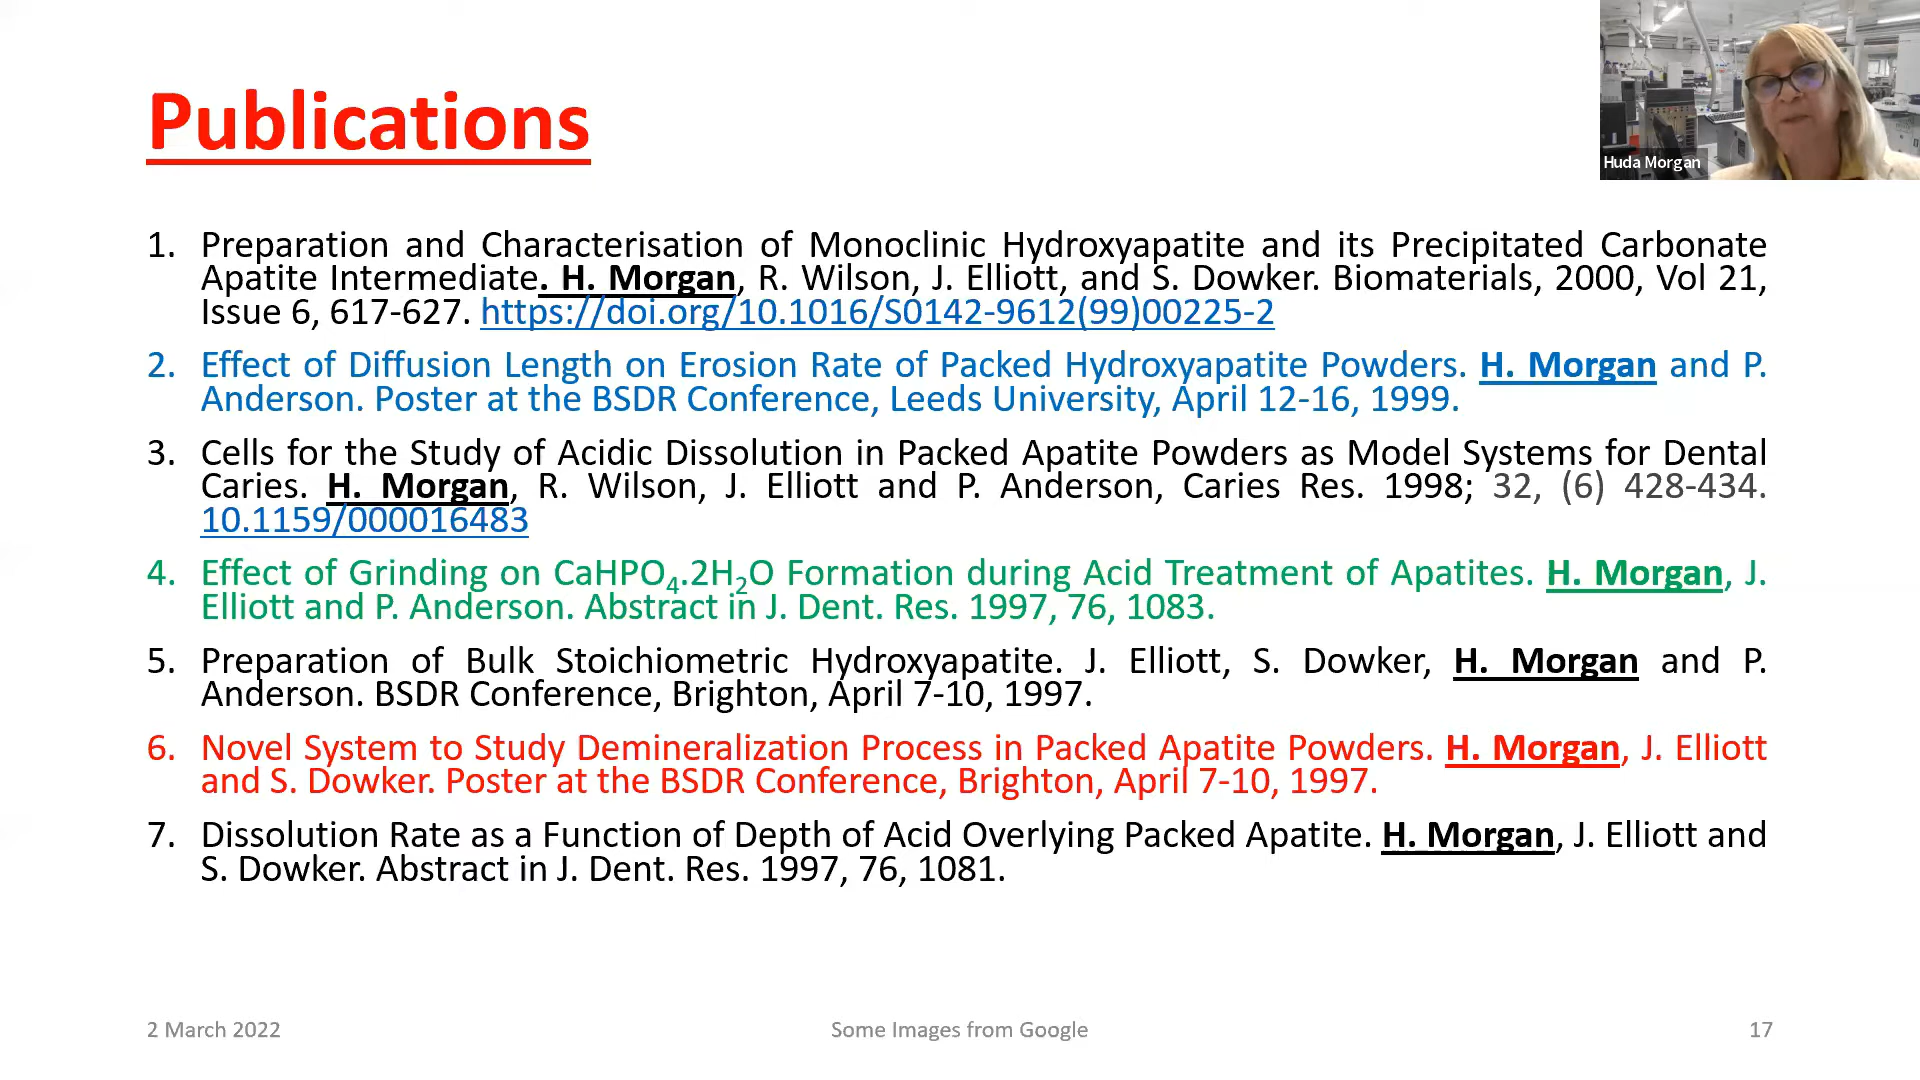 Publications
Huda Morgan
1. Preparation and Characterisation of Monoclinic Hydroxyapatite and its Precipitated Carbonate
Apatite Intermediate. H. Morgan, R. Wilson, J. Elliott, and S. Dowker. Biomaterials, 2000, Vol 21,
Issue 6, 617-627. https://doi.org/10.1016/S0142-9612(99)00225-2
2. Effect of Diffusion Length on Erosion Rate of Packed Hydroxyapatite Powders. H. Morgan and P.
Anderson. Poster at the BSDR Conference, Leeds University, April 12-16, 1999.
3. Cells for the Study of Acidic Dissolution in Packed Apatite Powders as Model Systems for Dental
Caries. H. Morgan, R. Wilson, J. Elliott and P. Anderson, Caries Res. 1998; 32, (6) 428-434.
10.1159/000016483
4. Effect of Grinding on CaHPO₄.2H₂O Formation during Acid Treatment of Apatites. H. Morgan, J.
Elliott and P. Anderson. Abstract in J. Dent. Res. 1997, 76, 1083.
5. Preparation of Bulk Stoichiometric Hydroxyapatite. J. Elliott, S. Dowker, H. Morgan and P.
Anderson. BSDR Conference, Brighton, April 7-10, 1997.
6. Novel System to Study Demineralization Process in Packed Apatite Powders. H. Morgan, J. Elliott
and S. Dowker. Poster at the BSDR Conference, Brighton, April 7-10, 1997.
7. Dissolution Rate as a Function of Depth of Acid Overlying Packed Apatite. H. Morgan, J. Elliott and
S. Dowker. Abstract in J. Dent. Res. 1997, 76, 1081.
2 March 2022
Some Images from Google
17